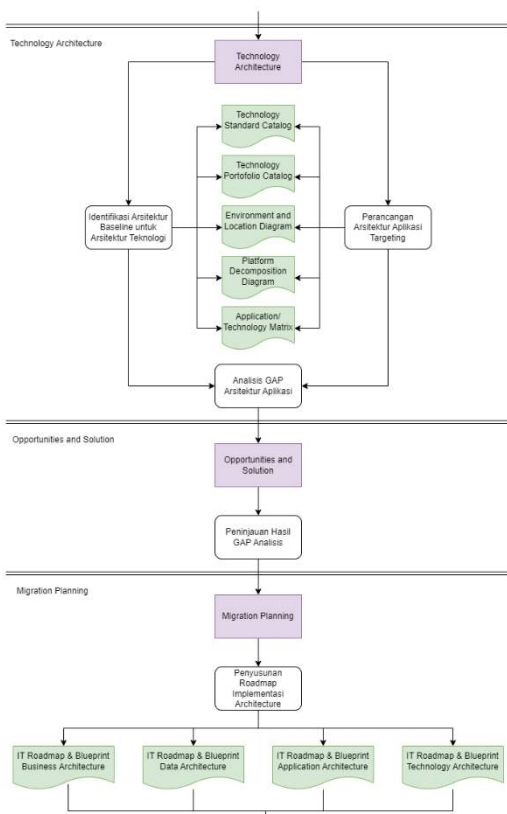 Technology Architecture
Technology
Architecture
Technology
Standard Catalog
Technology
Portofolio Catalog
Identifikasi Arsitektur
Baseline untuk
Arsitektur Teknologi
Environment and
Location Diagram
Perancangan
Arsitektur Aplikasi
Targeting
Platform
Decomposition
Diagram
Application/
Technology Matrix
Analisis GAP
Arsitektur Aplikasi
Opportunities and Solution
Opportunities and
Solution
Peninjauan Hasil
GAP Analisis
Migration Planning
Migration Planning
Penyusunan
Roadmap
Implementasi
Architecture
IT Roadmap & Blueprint
Business Architecture
IT Roadmap & Blueprint
Data Architecture
IT Roadmap & Blueprint
Application Architecture
IT Roadmap & Blueprint
Technology Architecture